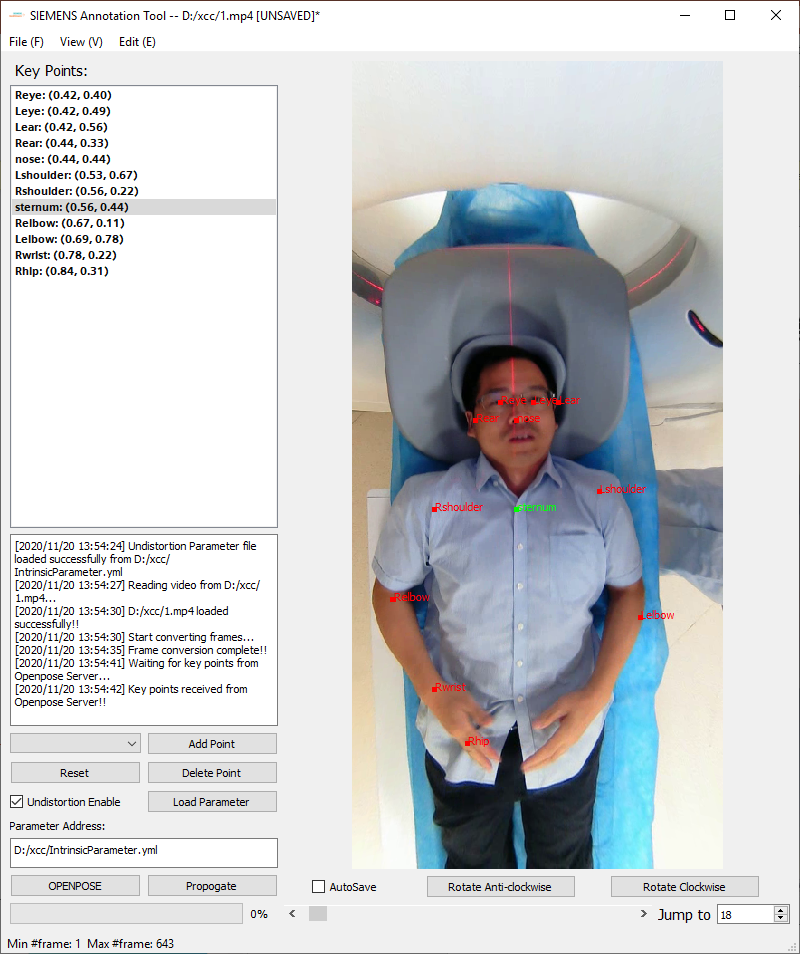 SIEMENS Annotation Tool -- D:/xcc/1.mp4 [UNSAVED]*
File (F) View (V) Edit (E)
Key Points:
Reye: (0.42, 0.40)
Leye: (0.42, 0.49)
Lear: (0.42, 0.56)
Rear: (0.44, 0.33)
nose: (0.44, 0.44)
Lshoulder: (0.53, 0.67)
Rshoulder: (0.56, 0.22)
sternum: (0.56, 0.44)
Relbow: (0.67, 0.11)
Lelbow: (0.69, 0.78)
Rwrist: (0.78, 0.22)
Rhip: (0.84, 0.31)
[2020/11/20 13:54:24] Undistortion Parameter file
loaded successfully from D:/xcc/
IntrinsicParameter.yml
[2020/11/20 13:54:27] Reading video from D:/xcc/
1.mp4...
[2020/11/20 13:54:30] D:/xcc/1.mp4 loaded
successfully!!
[2020/11/20 13:54:30] Start converting frames...
[2020/11/20 13:54:35] Frame conversion complete!!
[2020/11/20 13:54:41] Waiting for key points from
Openpose Server...
[2020/11/20 13:54:42] Key points received from
Openpose Server!!
Add Point
Reset Delete Point
Undistortion Enable Load Parameter
Parameter Address:
D:/xcc/IntrinsicParameter.yml
OPENPOSE Propogate
0%
Min #frame: 1 Max #frame: 643
Reye Leye Lear
Rear nose
Lshoulder
Rshoulder sternum
Relbow
Lelbow
Rwrist
Rhip
AutoSave Rotate Anti-clockwise Rotate Clockwise
Jump to 18